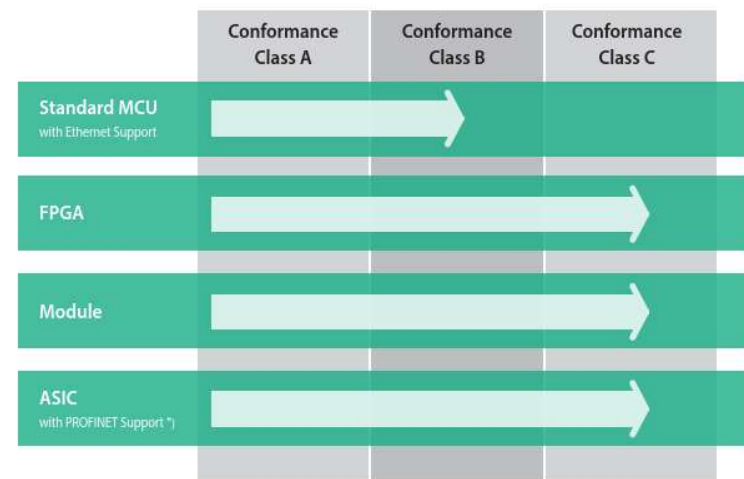 Conformance Class A
Conformance Class B
Conformance Class C
Standard MCU
with Ethernet Support
FPGA
Module
ASIC
with PROFINET Support *)